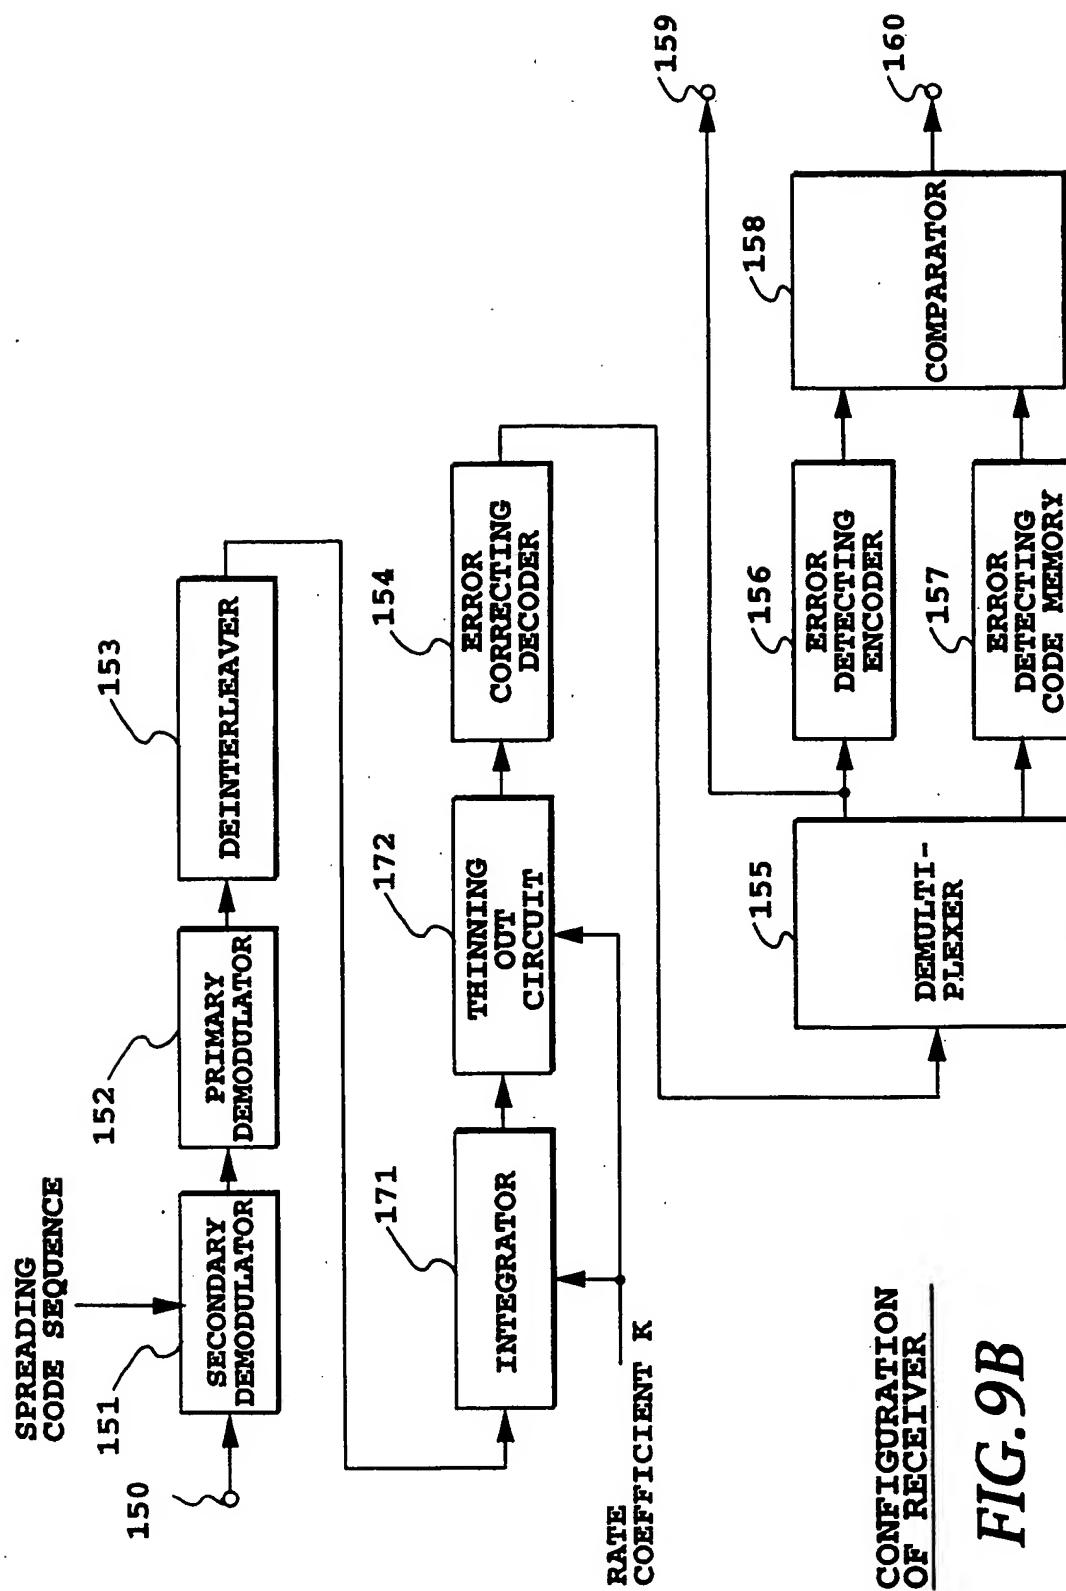 SPREADING
CODE SEQUENCE
150
151
SECONDARY
DEMODULATOR
152
PRIMARY
DEMODULATOR
153
DEINTERLEAVER
RATE
COEFFICIENT K
171
INTEGRATOR
172
THINNING
OUT
CIRCUIT
154
ERROR
CORRECTING
DECODER
155
DEMULTI-
PLEXER
156
ERROR
DETECTING
ENCODER
157
ERROR
DETECTING
CODE MEMORY
158
COMPARATOR
159
160
CONFIGURATION
OF RECEIVER
FIG.9B